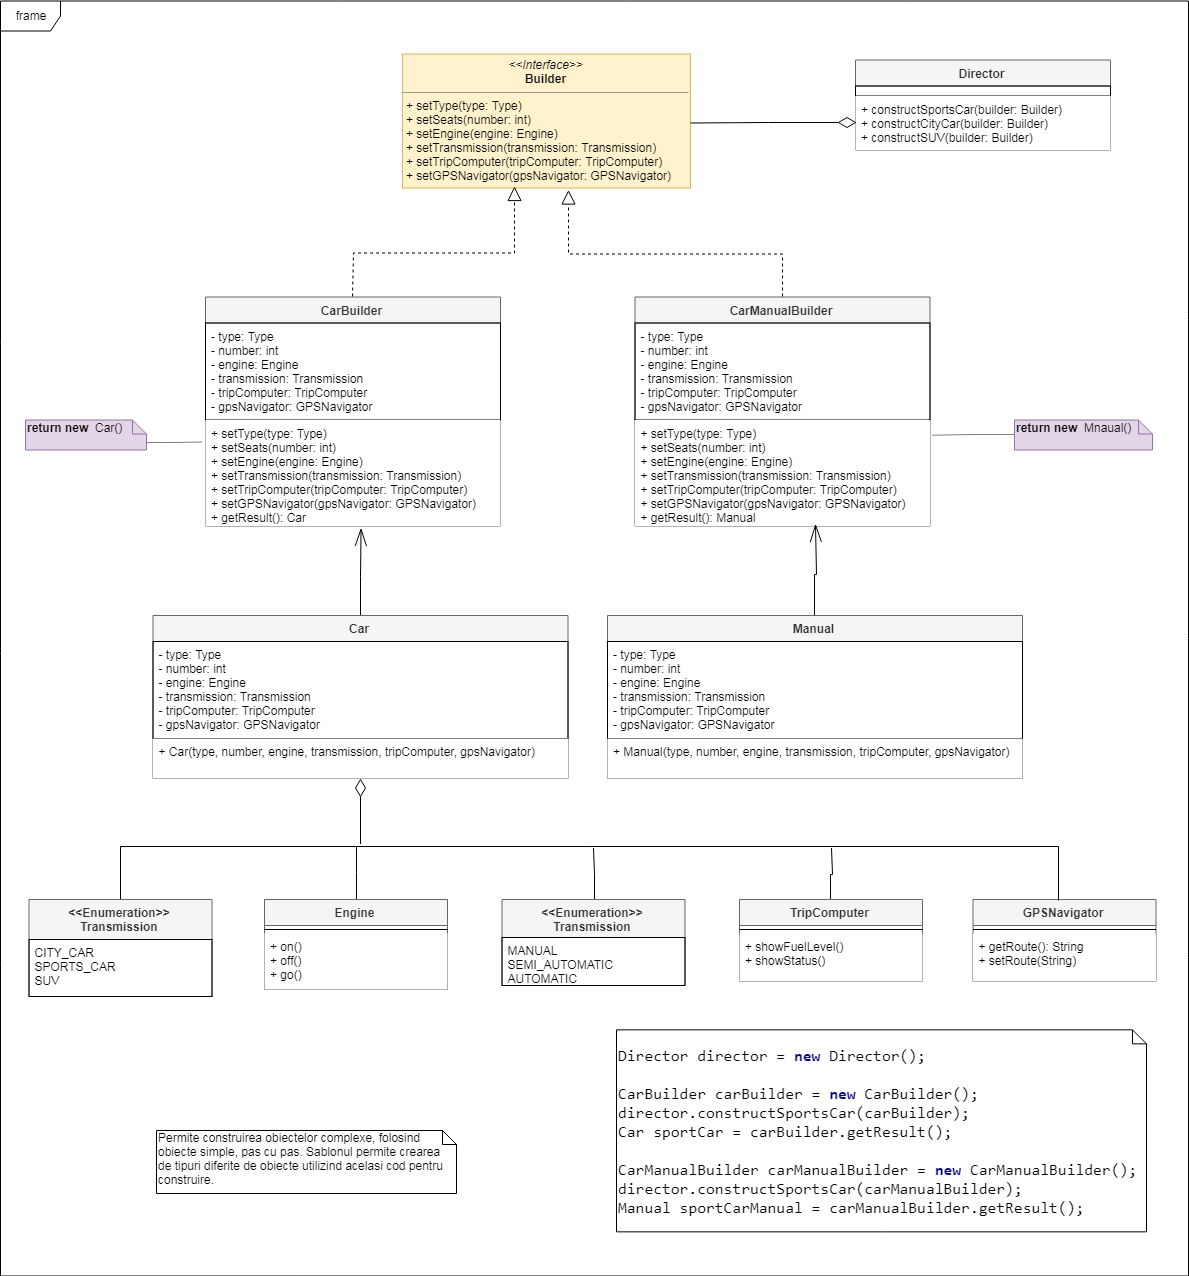 frame
<<Interface>>
Builder
+ setType(type: Type)
+ setSeats(number: int)
+ setEngine(engine: Engine)
+ setTransmission(transmission: Transmission)
+ setTripComputer(tripComputer: TripComputer)
+ setGPSNavigator(gpsNavigator: GPSNavigator)
Director
+ constructSportsCar(builder: Builder)
+ constructCityCar(builder: Builder)
+ constructSUV(builder: Builder)
CarBuilder
- type: Type
- number: int
- engine: Engine
- transmission: Transmission
- tripComputer: TripComputer
- gpsNavigator: GPSNavigator
+ setType(type: Type)
+ setSeats(number: int)
+ setEngine(engine: Engine)
+ setTransmission(transmission: Transmission)
+ setTripComputer(tripComputer: TripComputer)
+ setGPSNavigator(gpsNavigator: GPSNavigator)
+ getResult(): Car
return new Car()
CarManualBuilder
- type: Type
- number: int
- engine: Engine
- transmission: Transmission
- tripComputer: TripComputer
- gpsNavigator: GPSNavigator
+ setType(type: Type)
+ setSeats(number: int)
+ setEngine(engine: Engine)
+ setTransmission(transmission: Transmission)
+ setTripComputer(tripComputer: TripComputer)
+ setGPSNavigator(gpsNavigator: GPSNavigator)
+ getResult(): Manual
return new Mnaual()
Car
- type: Type
- number: int
- engine: Engine
- transmission: Transmission
- tripComputer: TripComputer
- gpsNavigator: GPSNavigator
+ Car(type, number, engine, transmission, tripComputer, gpsNavigator)
Manual
- type: Type
- number: int
- engine: Engine
- transmission: Transmission
- tripComputer: TripComputer
- gpsNavigator: GPSNavigator
+ Manual(type, number, engine, transmission, tripComputer, gpsNavigator)
<<Enumeration>>
Transmission
CITY_CAR
SPORTS_CAR
SUV
Engine
+ on()
+ off()
+ go()
<<Enumeration>>
Transmission
MANUAL
SEMI_AUTOMATIC
AUTOMATIC
TripComputer
+ showFuelLevel()
+ showStatus()
GPSNavigator
+ getRoute(): String
+ setRoute(String)
Director director = new Director();
CarBuilder carBuilder = new CarBuilder();
director.constructSportsCar(carBuilder);
Car sportCar = carBuilder.getResult();
CarManualBuilder carManualBuilder = new CarManualBuilder();
director.constructSportsCar(carManualBuilder);
Manual sportCarManual = carManualBuilder.getResult();
Permite construirea obiectelor complexe, folosind
obiecte simple, pas cu pas. Sablonul permite crearea
de tipuri diferite de obiecte utilizind acelasi cod pentru
construire.